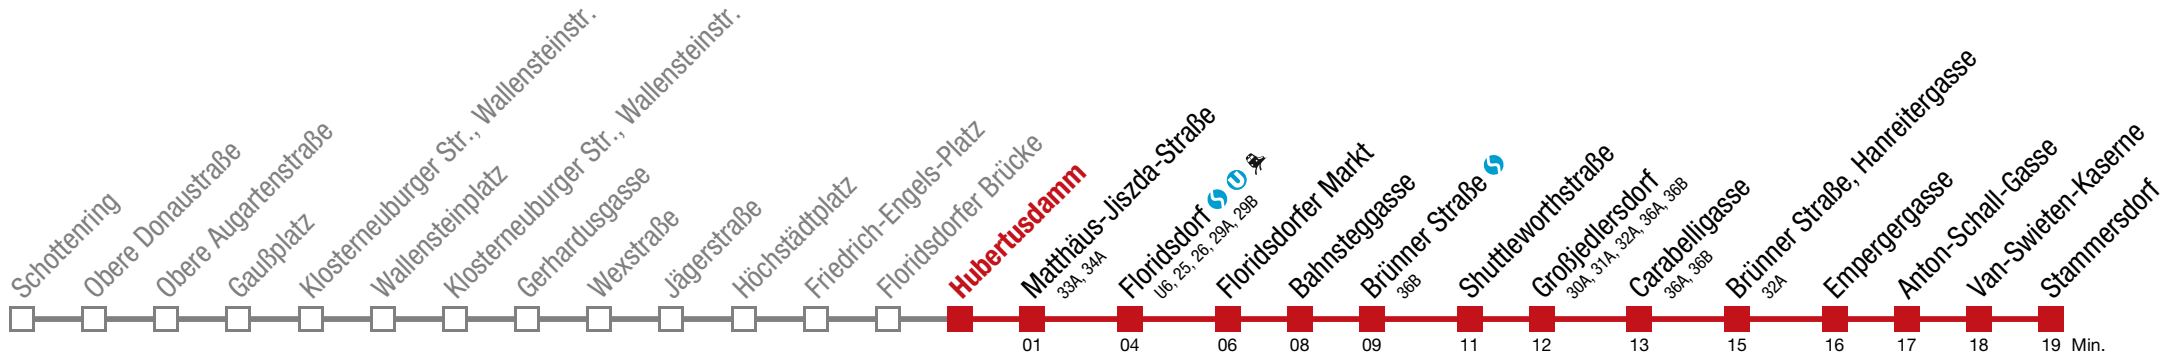 Schottenring
Obere Donaustraße
Obere Augartenstraße
Gaußplatz
Klosterneuburger Str., Wallensteinstr.
Wallensteinplatz
Klosterneuburger Str., Wallensteinstr.
Gerhardusgasse
Wexstraße
Jägerstraße
Höchstädtplatz
Friedrich-Engels-Platz
Floridsdorfer Brücke
Hubertusdamm
Matthäus-Jiszda-Straße
33A, 34A
Floridsdorf S U
U6, 25, 26, 29A, 29B
Floridsdorfer Markt
Bahnsteggasse
Brünner Straße S
36B
Shuttleworthstraße
Großjedlersdorf
30A, 31A, 32A, 36A, 36B
Carabelligasse
36A, 36B
Brünner Straße, Hanreitergasse
32A
Empergergasse
Anton-Schall-Gasse
Van-Swieten-Kaserne
Stammersdorf
01 04 06 08 09 11 12 13 15 16 17 18 19 Min.